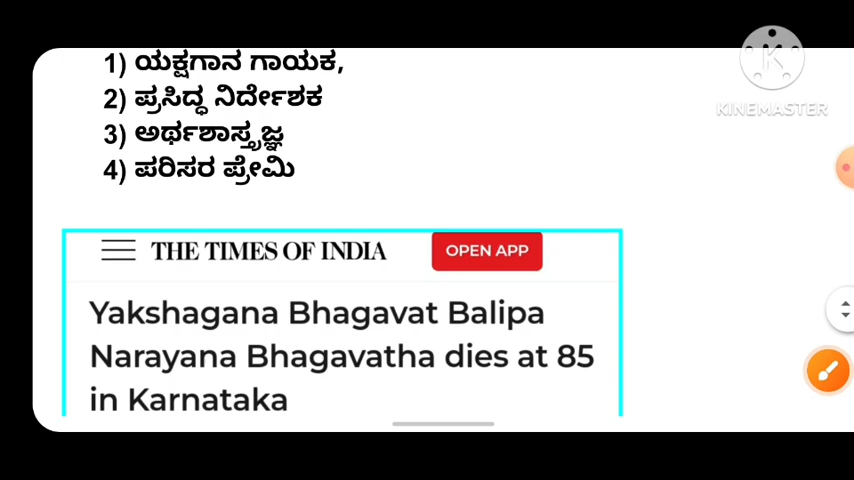 1) ಯಕ್ಷಗಾನ ಗಾಯಕ,
2) ಪ್ರಸಿದ್ಧ ನಿರ್ದೇಶಕ
3) ಅರ್ಥಶಾಸ್ತ್ರಜ್ಞ
4) ಪರಿಸರ ಪ್ರೇಮಿ
K
KINEMASTER
THE TIMES OF INDIA
OPEN APP
Yakshagana Bhagavat Balipa
Narayana Bhagavatha dies at 85
in Karnataka